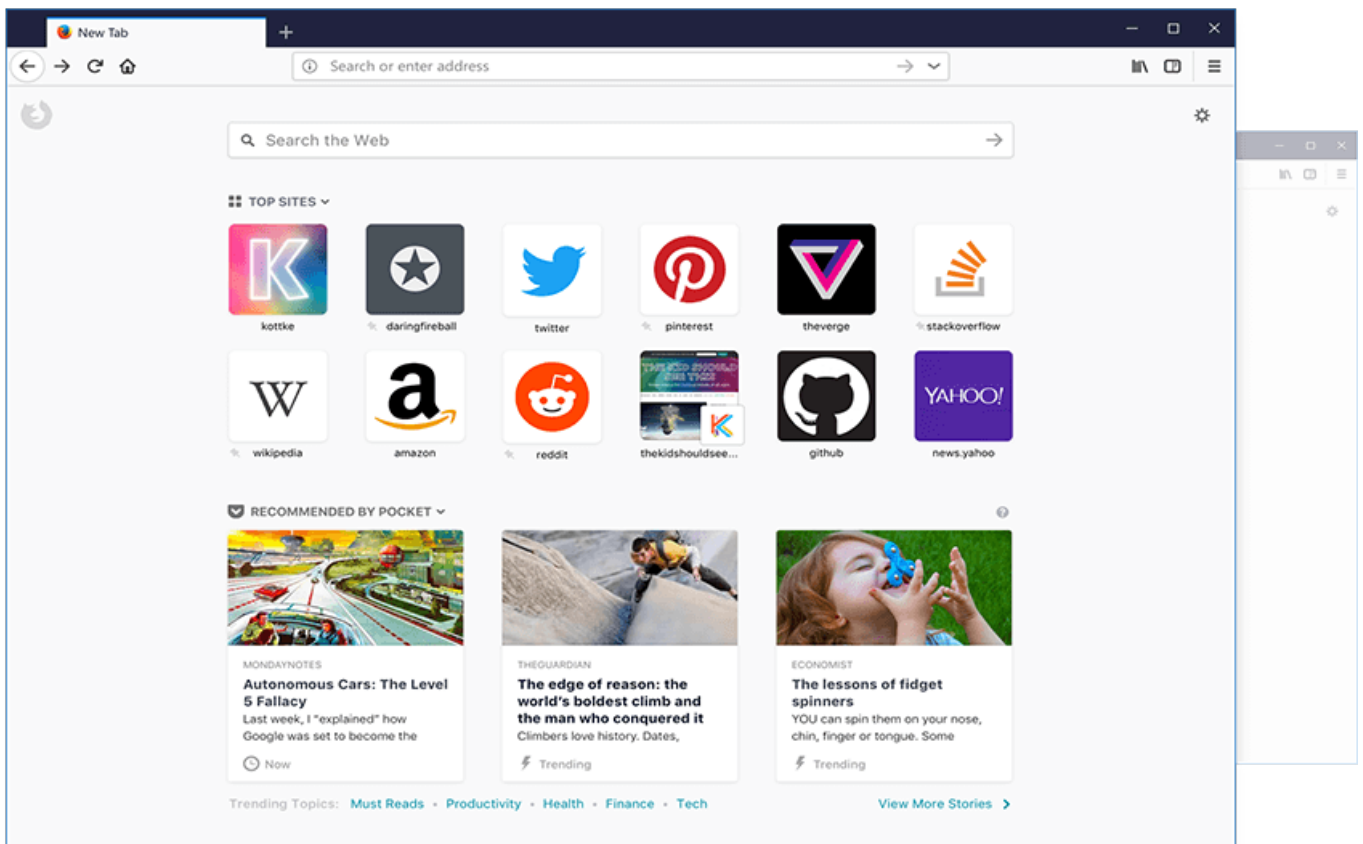 New Tab
Search or enter address
Search the Web
TOP SITES
K
kottke
daringfireball
twitter
pinterest
theverge
stackoverflow
W
a
YAHOO!
THE KID SHOULD
SEE THIS
K
wikipedia
amazon
reddit
thekidshouldsee...
github
news.yahoo
RECOMMENDED BY POCKET
MONDAYNOTES
Autonomous Cars: The Level
5 Fallacy
Last week, I "explained" how
Google was set to become the
Now
THEGUARDIAN
The edge of reason: the
world's boldest climb and
the man who conquered it
Climbers love history. Dates,
Trending
ECONOMIST
The lessons of fidget
spinners
YOU can spin them on your nose,
chin, finger or tongue. Some
Trending
Trending Topics: Must Reads • Productivity • Health • Finance • Tech
View More Stories